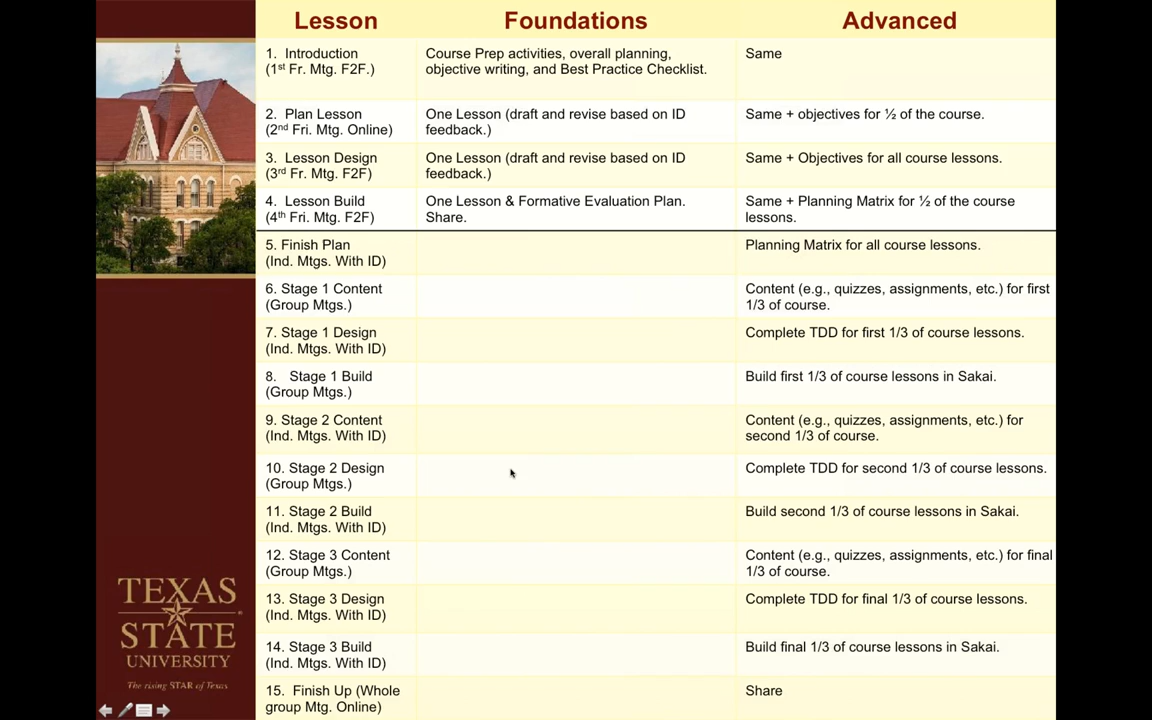 Lesson Foundations Advanced
1. Introduction
(1st Fr. Mtg. F2F.)
Course Prep activities, overall planning,
objective writing, and Best Practice Checklist.
Same
2. Plan Lesson
(2nd Fri. Mtg. Online)
One Lesson (draft and revise based on ID
feedback.)
Same + objectives for ½ of the course.
3. Lesson Design
(3rd Fr. Mtg. F2F)
One Lesson (draft and revise based on ID
feedback.)
Same + Objectives for all course lessons.
4. Lesson Build
(4th Fri. Mtg. F2F)
One Lesson & Formative Evaluation Plan.
Share.
Same + Planning Matrix for ½ of the course
lessons.
5. Finish Plan
(Ind. Mtgs. With ID)
Planning Matrix for all course lessons.
6. Stage 1 Content
(Group Mtgs.)
Content (e.g., quizzes, assignments, etc.) for first
1/3 of course.
7. Stage 1 Design
(Ind. Mtgs. With ID)
Complete TDD for first 1/3 of course lessons.
8. Stage 1 Build
(Group Mtgs.)
Build first 1/3 of course lessons in Sakai.
9. Stage 2 Content
(Ind. Mtgs. With ID)
Content (e.g., quizzes, assignments, etc.) for
second 1/3 of course.
10. Stage 2 Design
(Group Mtgs.)
Complete TDD for second 1/3 of course lessons.
11. Stage 2 Build
(Ind. Mtgs. With ID)
Build second 1/3 of course lessons in Sakai.
12. Stage 3 Content
(Group Mtgs.)
Content (e.g., quizzes, assignments, etc.) for final
1/3 of course.
13. Stage 3 Design
(Ind. Mtgs. With ID)
Complete TDD for final 1/3 of course lessons.
14. Stage 3 Build
(Ind. Mtgs. With ID)
Build final 1/3 of course lessons in Sakai.
15. Finish Up (Whole
group Mtg. Online)
Share
TEXAS
STATE
UNIVERSITY
The rising STAR of Texas